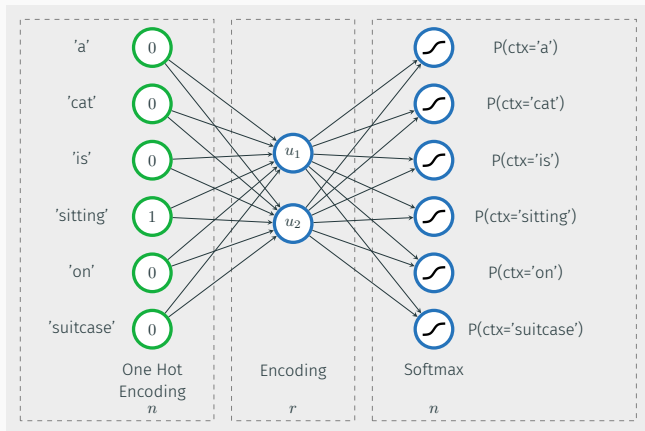 'a' 0 P(ctx='a')
'cat' 0 P(ctx='cat')
'is' 0 u₁ P(ctx='is')
'sitting' 1 u₂ P(ctx='sitting')
'on' 0 P(ctx='on')
'suitcase' 0 P(ctx='suitcase')
One Hot Encoding Softmax
Encoding
n r n